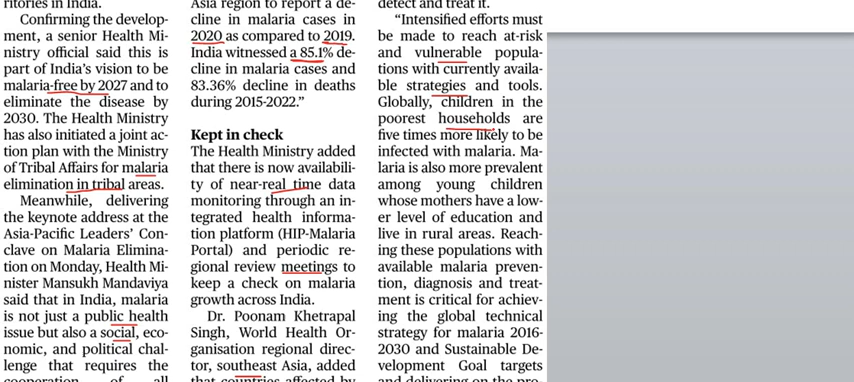 ritories in India.
Confirming the develop-
ment, a senior Health Mi-
nistry official said this is
part of India's vision to be
malaria-free by 2027 and to
eliminate the disease by
2030. The Health Ministry
has also initiated a joint ac-
tion plan with the Ministry
of Tribal Affairs for malaria
elimination in tribal areas.
Meanwhile, delivering
the keynote address at the
Asia-Pacific Leaders' Con-
clave on Malaria Elimina-
tion on Monday, Health Mi-
nister Mansukh Mandaviya
said that in India, malaria
is not just a public health
issue but also a social, eco-
nomic, and political chal-
lenge that requires the
cooperation of all
Asia region to report a de-
cline in malaria cases in
2020 as compared to 2019.
India witnessed a 85.1% de-
cline in malaria cases and
83.36% decline in deaths
during 2015-2022."
Kept in check
The Health Ministry added
that there is now availabili-
ty of near-real time data
monitoring through an in-
tegrated health informa-
tion platform (HIP-Malaria
Portal) and periodic re-
gional review meetings to
keep a check on malaria
growth across India.
Dr. Poonam Khetrapal
Singh, World Health Or-
ganisation regional direc-
tor, southeast Asia, added
that countries affected by
detect and treat it.
"Intensified efforts must
be made to reach at-risk
and vulnerable popula-
tions with currently availa-
ble strategies and tools.
Globally, children in the
poorest households are
five times more likely to be
infected with malaria. Ma-
laria is also more prevalent
among young children
whose mothers have a low-
er level of education and
live in rural areas. Reach-
ing these populations with
available malaria preven-
tion, diagnosis and treat-
ment is critical for achiev-
ing the global technical
strategy for malaria 2016-
2030 and Sustainable De-
velopment Goal targets
and delivering on the pro-